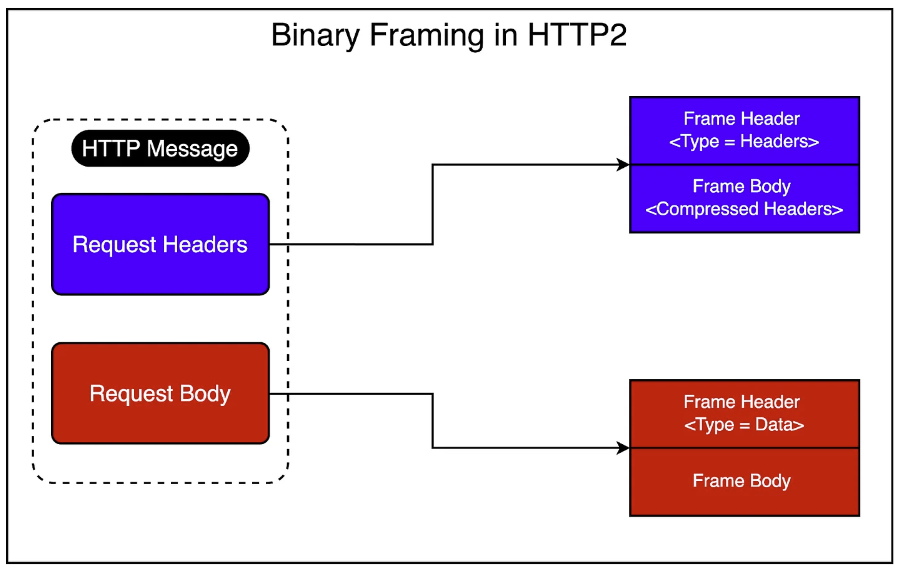 Binary Framing in HTTP2
HTTP Message
Request Headers
Request Body
Frame Header
<Type = Headers>
Frame Body
<Compressed Headers>
Frame Header
<Type = Data>
Frame Body